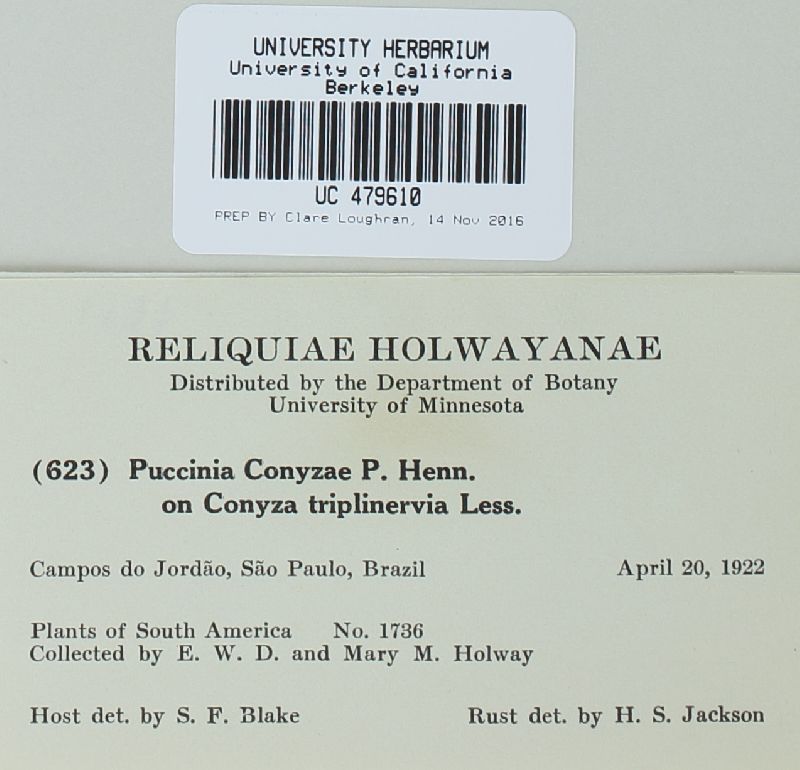 UNIVERSITY HERBARIUM
University of California
Berkeley
UC 479610
PREP BY Clare Loughran, 14 Nov 2016
RELIQUIAE HOLWAYANAE
Distributed by the Department of Botany
University of Minnesota
(623) Puccinia Conyzae P. Henn.
on Conyza triplinervia Less.
Campos do Jordão, São Paulo, Brazil April 20, 1922
Plants of South America No. 1736
Collected by E. W. D. and Mary M. Holway
Host det. by S. F. Blake Rust det. by H. S. Jackson